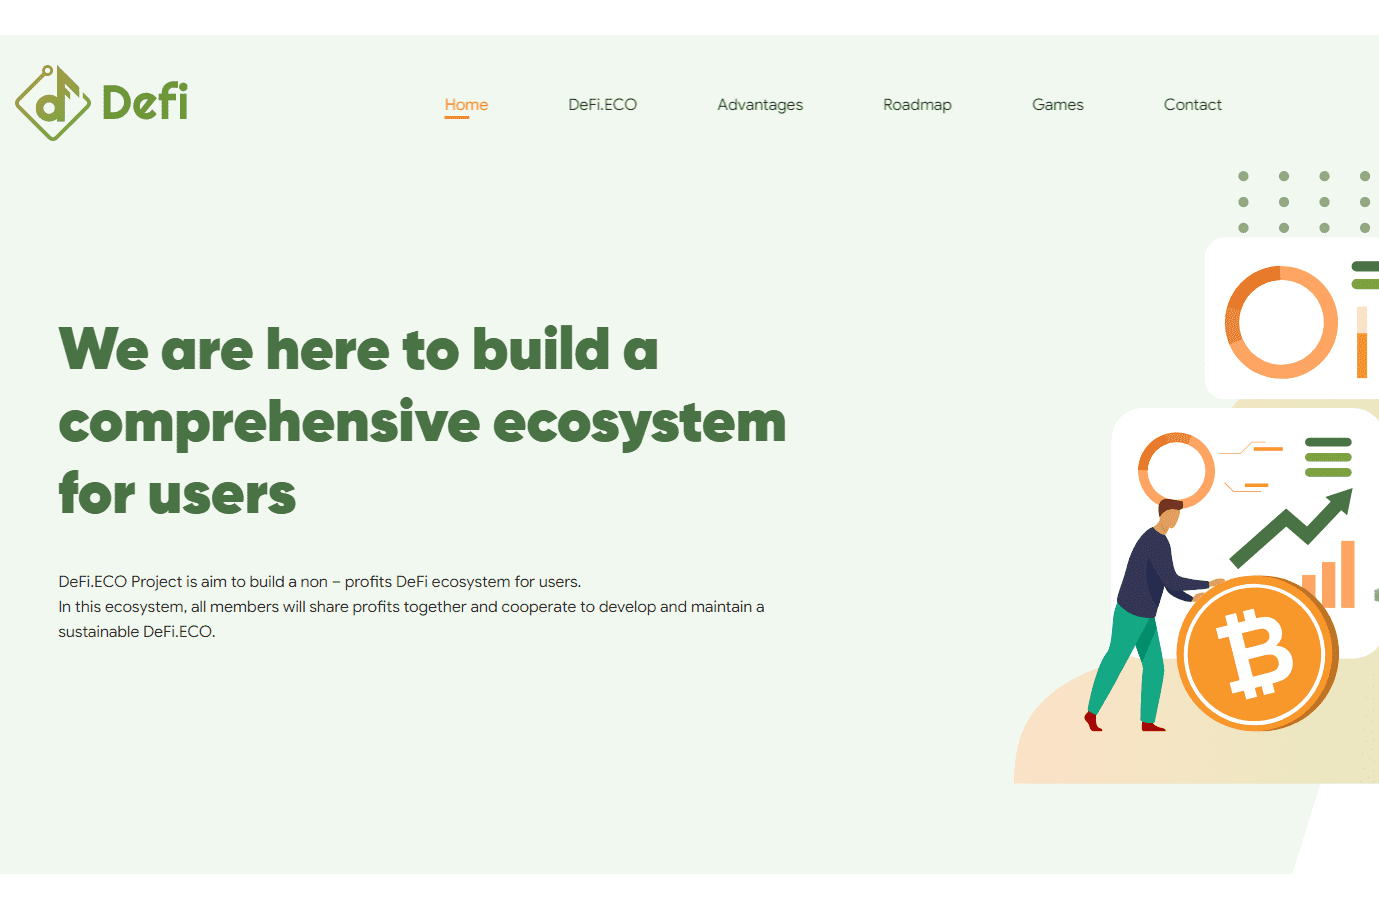 Defi
Home DeFi.ECO Advantages Roadmap Games Contact
We are here to build a
comprehensive ecosystem
for users
DeFi.ECO Project is aim to build a non – profits DeFi ecosystem for users.
In this ecosystem, all members will share profits together and cooperate to develop and maintain a
sustainable DeFi.ECO.